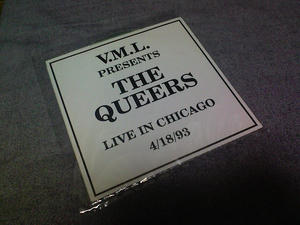 V.M.L.
PRESENTS
THE
QUEERS
LIVE IN CHICAGO
4/18/93